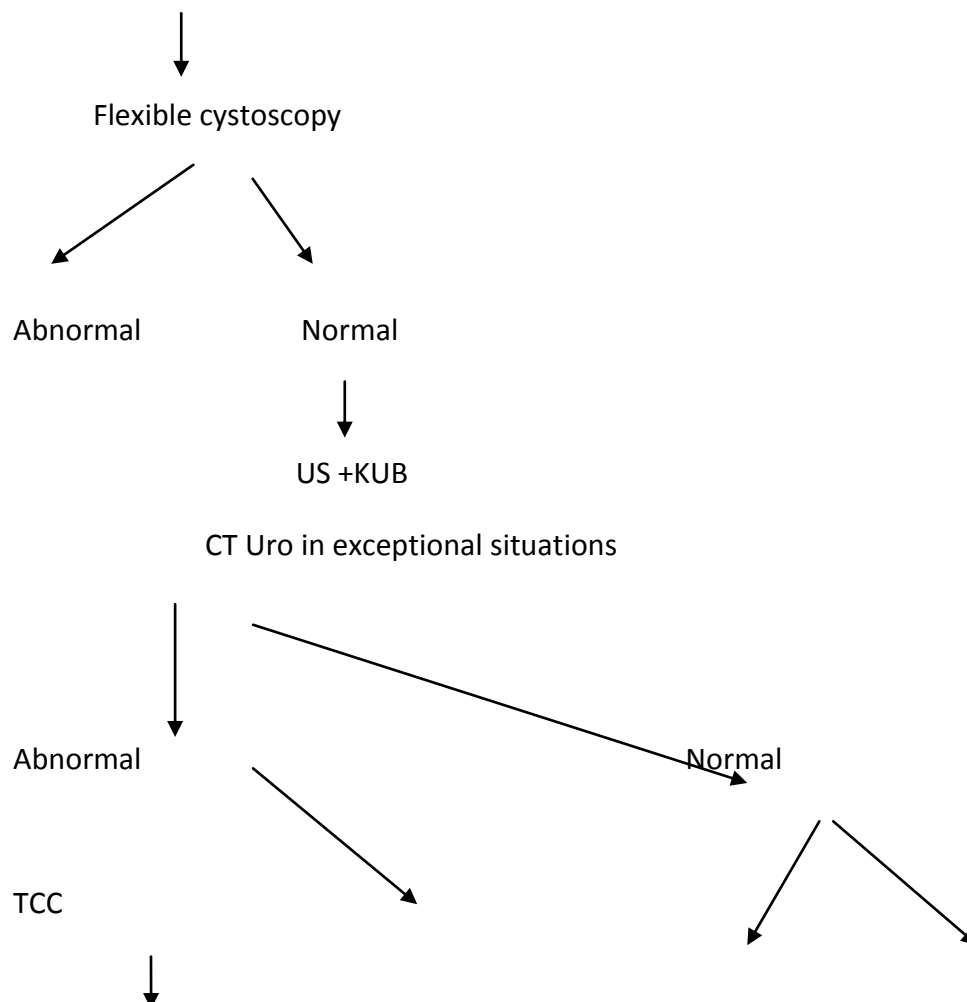 Flexible cystoscopy
Abnormal Normal
US +KUB
CT Uro in exceptional situations
Abnormal Normal
TCC